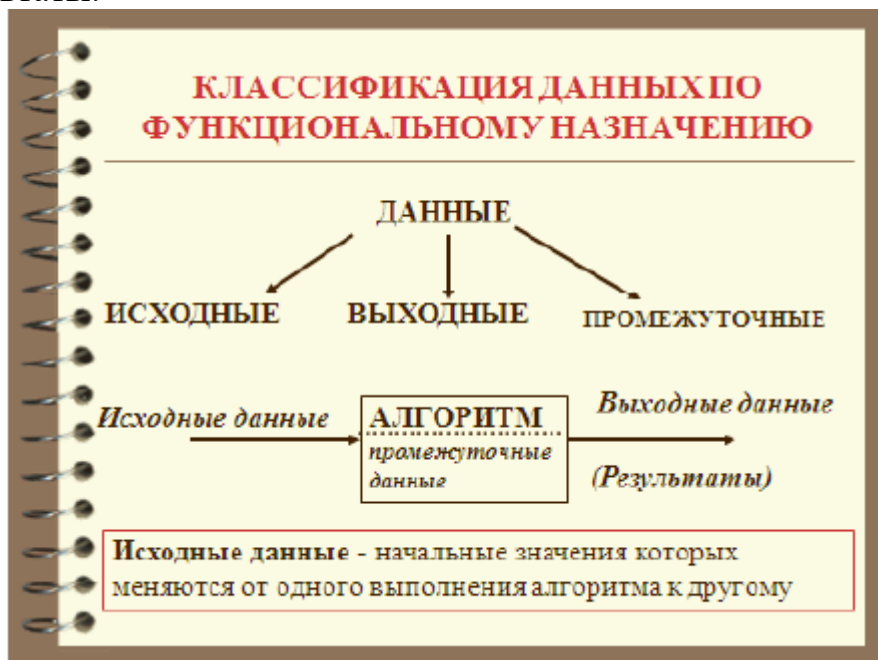 КЛАССИФИКАЦИЯ ДАННЫХ ПО
ФУНКЦИОНАЛЬНОМУ НАЗНАЧЕНИЮ
ДАННЫЕ
ИСХОДНЫЕ ВЫХОДНЫЕ ПРОМЕЖУТОЧНЫЕ
Исходные данные
АЛГОРИТМ
промежуточные
данные
Выходные данные
(Результаты)
Исходные данные - начальные значения которых
меняются от одного выполнения алгоритма к другому